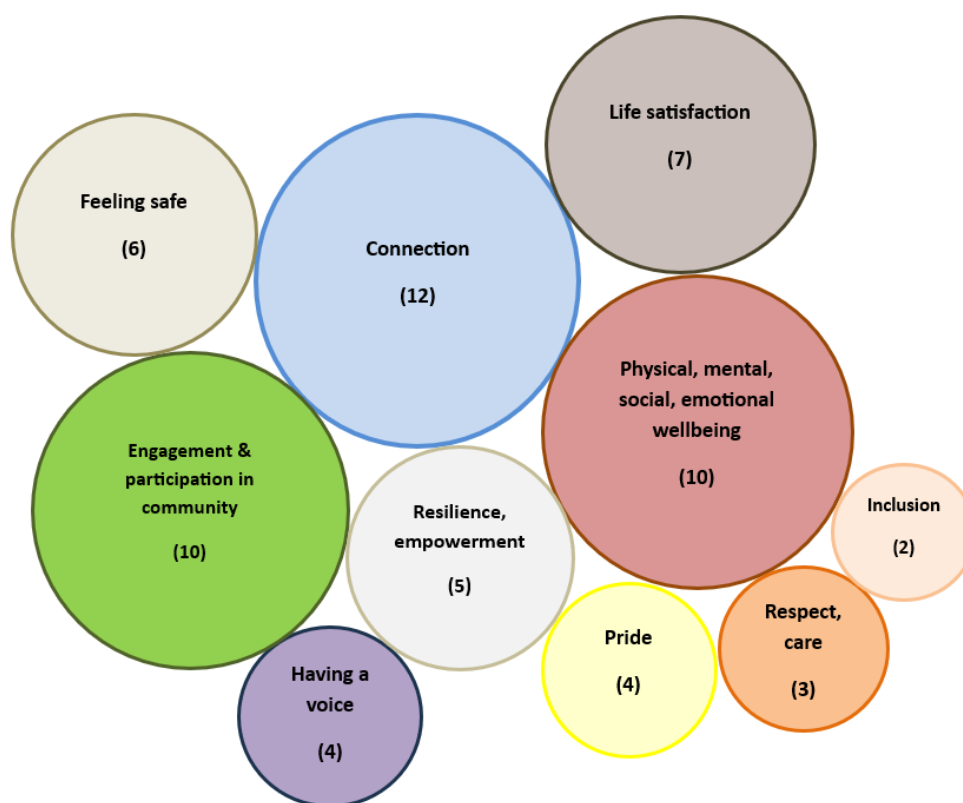 Life satisfaction
(7)
Feeling safe
(6)
Connection
(12)
Physical, mental,
social, emotional
wellbeing
(10)
Engagement &
participation in
community
(10)
Resilience,
empowerment
(5)
Inclusion
(2)
Respect,
care
(3)
Pride
(4)
Having a
voice
(4)